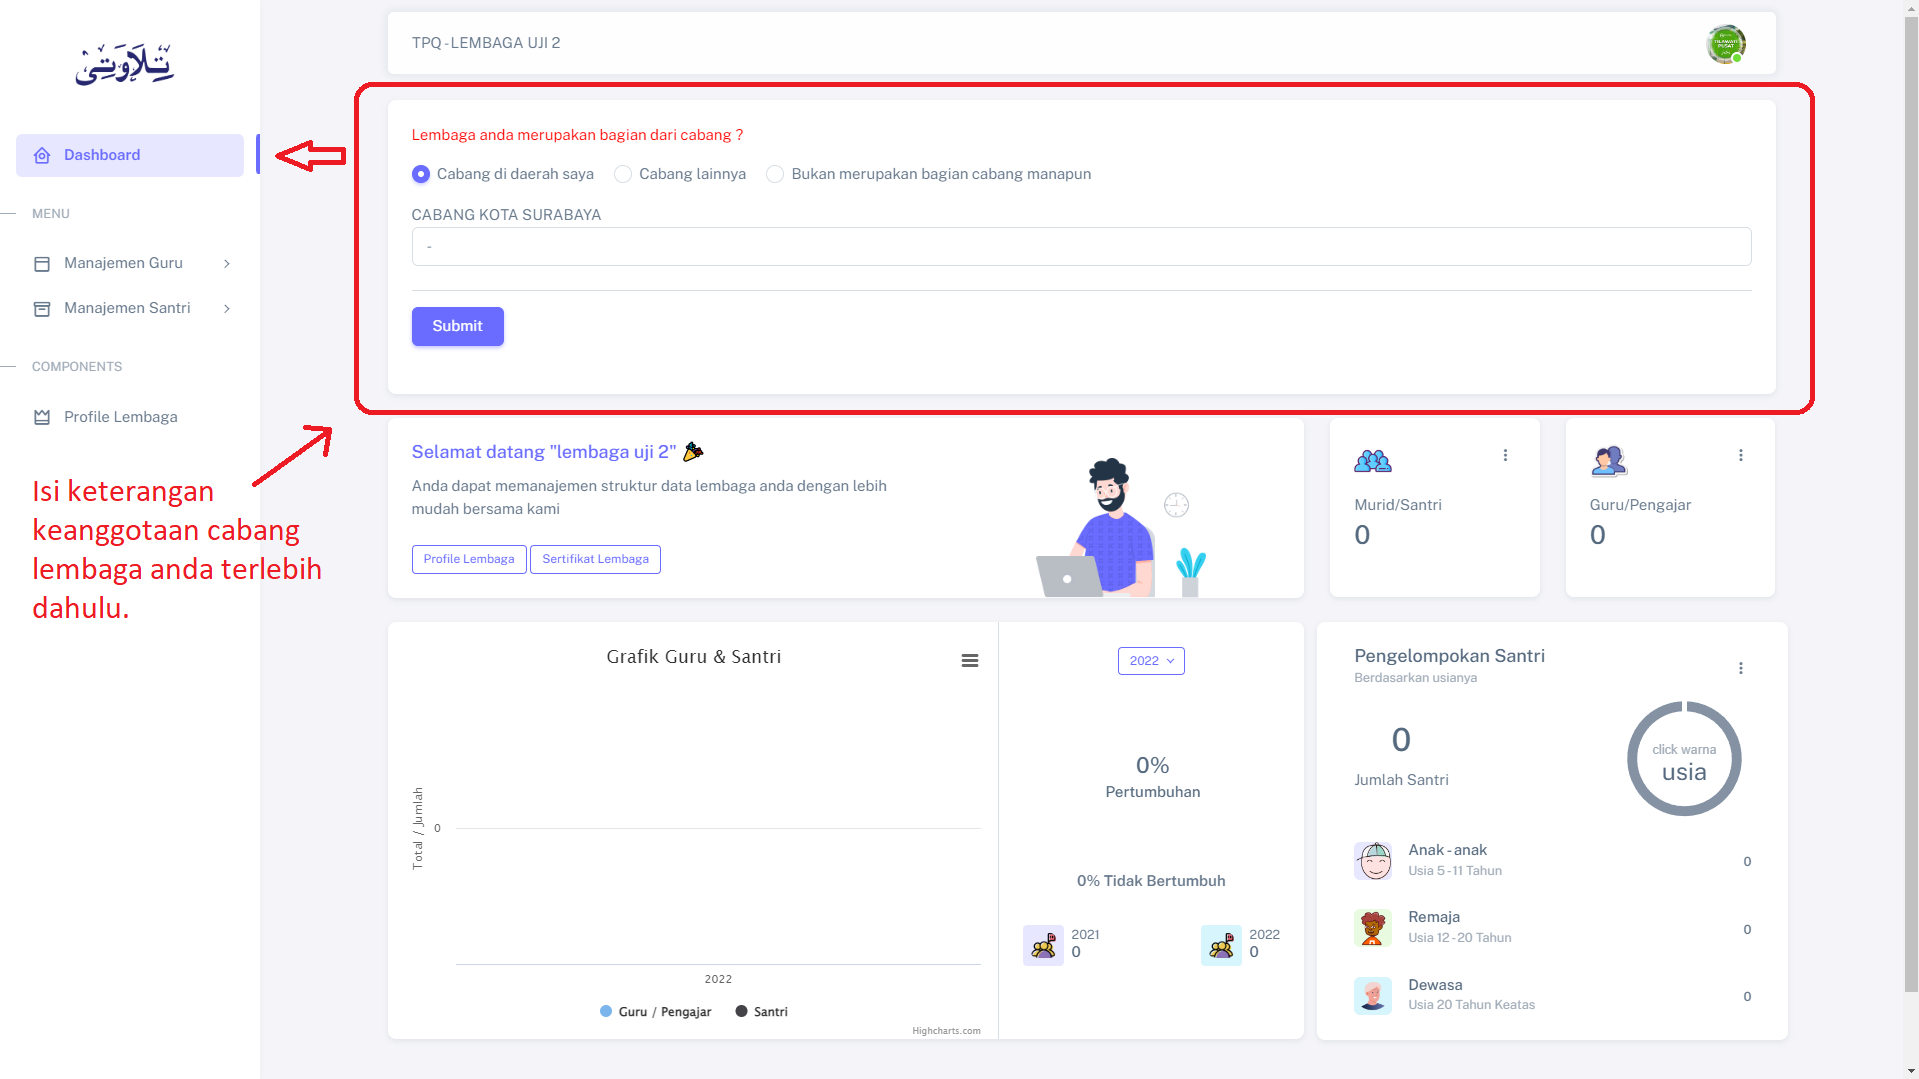 تِلَاوَتِى
Dashboard
MENU
Manajemen Guru
Manajemen Santri
COMPONENTS
Profile Lembaga
Isi keterangan
keanggotaan cabang
lembaga anda terlebih
dahulu.
TPQ - LEMBAGA UJI 2
Lembaga anda merupakan bagian dari cabang ?
Cabang di daerah saya
Cabang lainnya
Bukan merupakan bagian cabang manapun
CABANG KOTA SURABAYA
-
Submit
Selamat datang "lembaga uji 2"
Anda dapat memanajemen struktur data lembaga anda dengan lebih
mudah bersama kami
Profile Lembaga
Sertifikat Lembaga
Murid/Santri
0
Guru/Pengajar
0
Grafik Guru & Santri
Total / Jumlah
0
2022
Guru / Pengajar
Santri
Highcharts.com
2022
0%
Pertumbuhan
0% Tidak Bertumbuh
2021
0
2022
0
Pengelompokan Santri
Berdasarkan usianya
0
Jumlah Santri
click warna
usia
Anak - anak
Usia 5 - 11 Tahun
0
Remaja
Usia 12 - 20 Tahun
0
Dewasa
Usia 20 Tahun Keatas
0